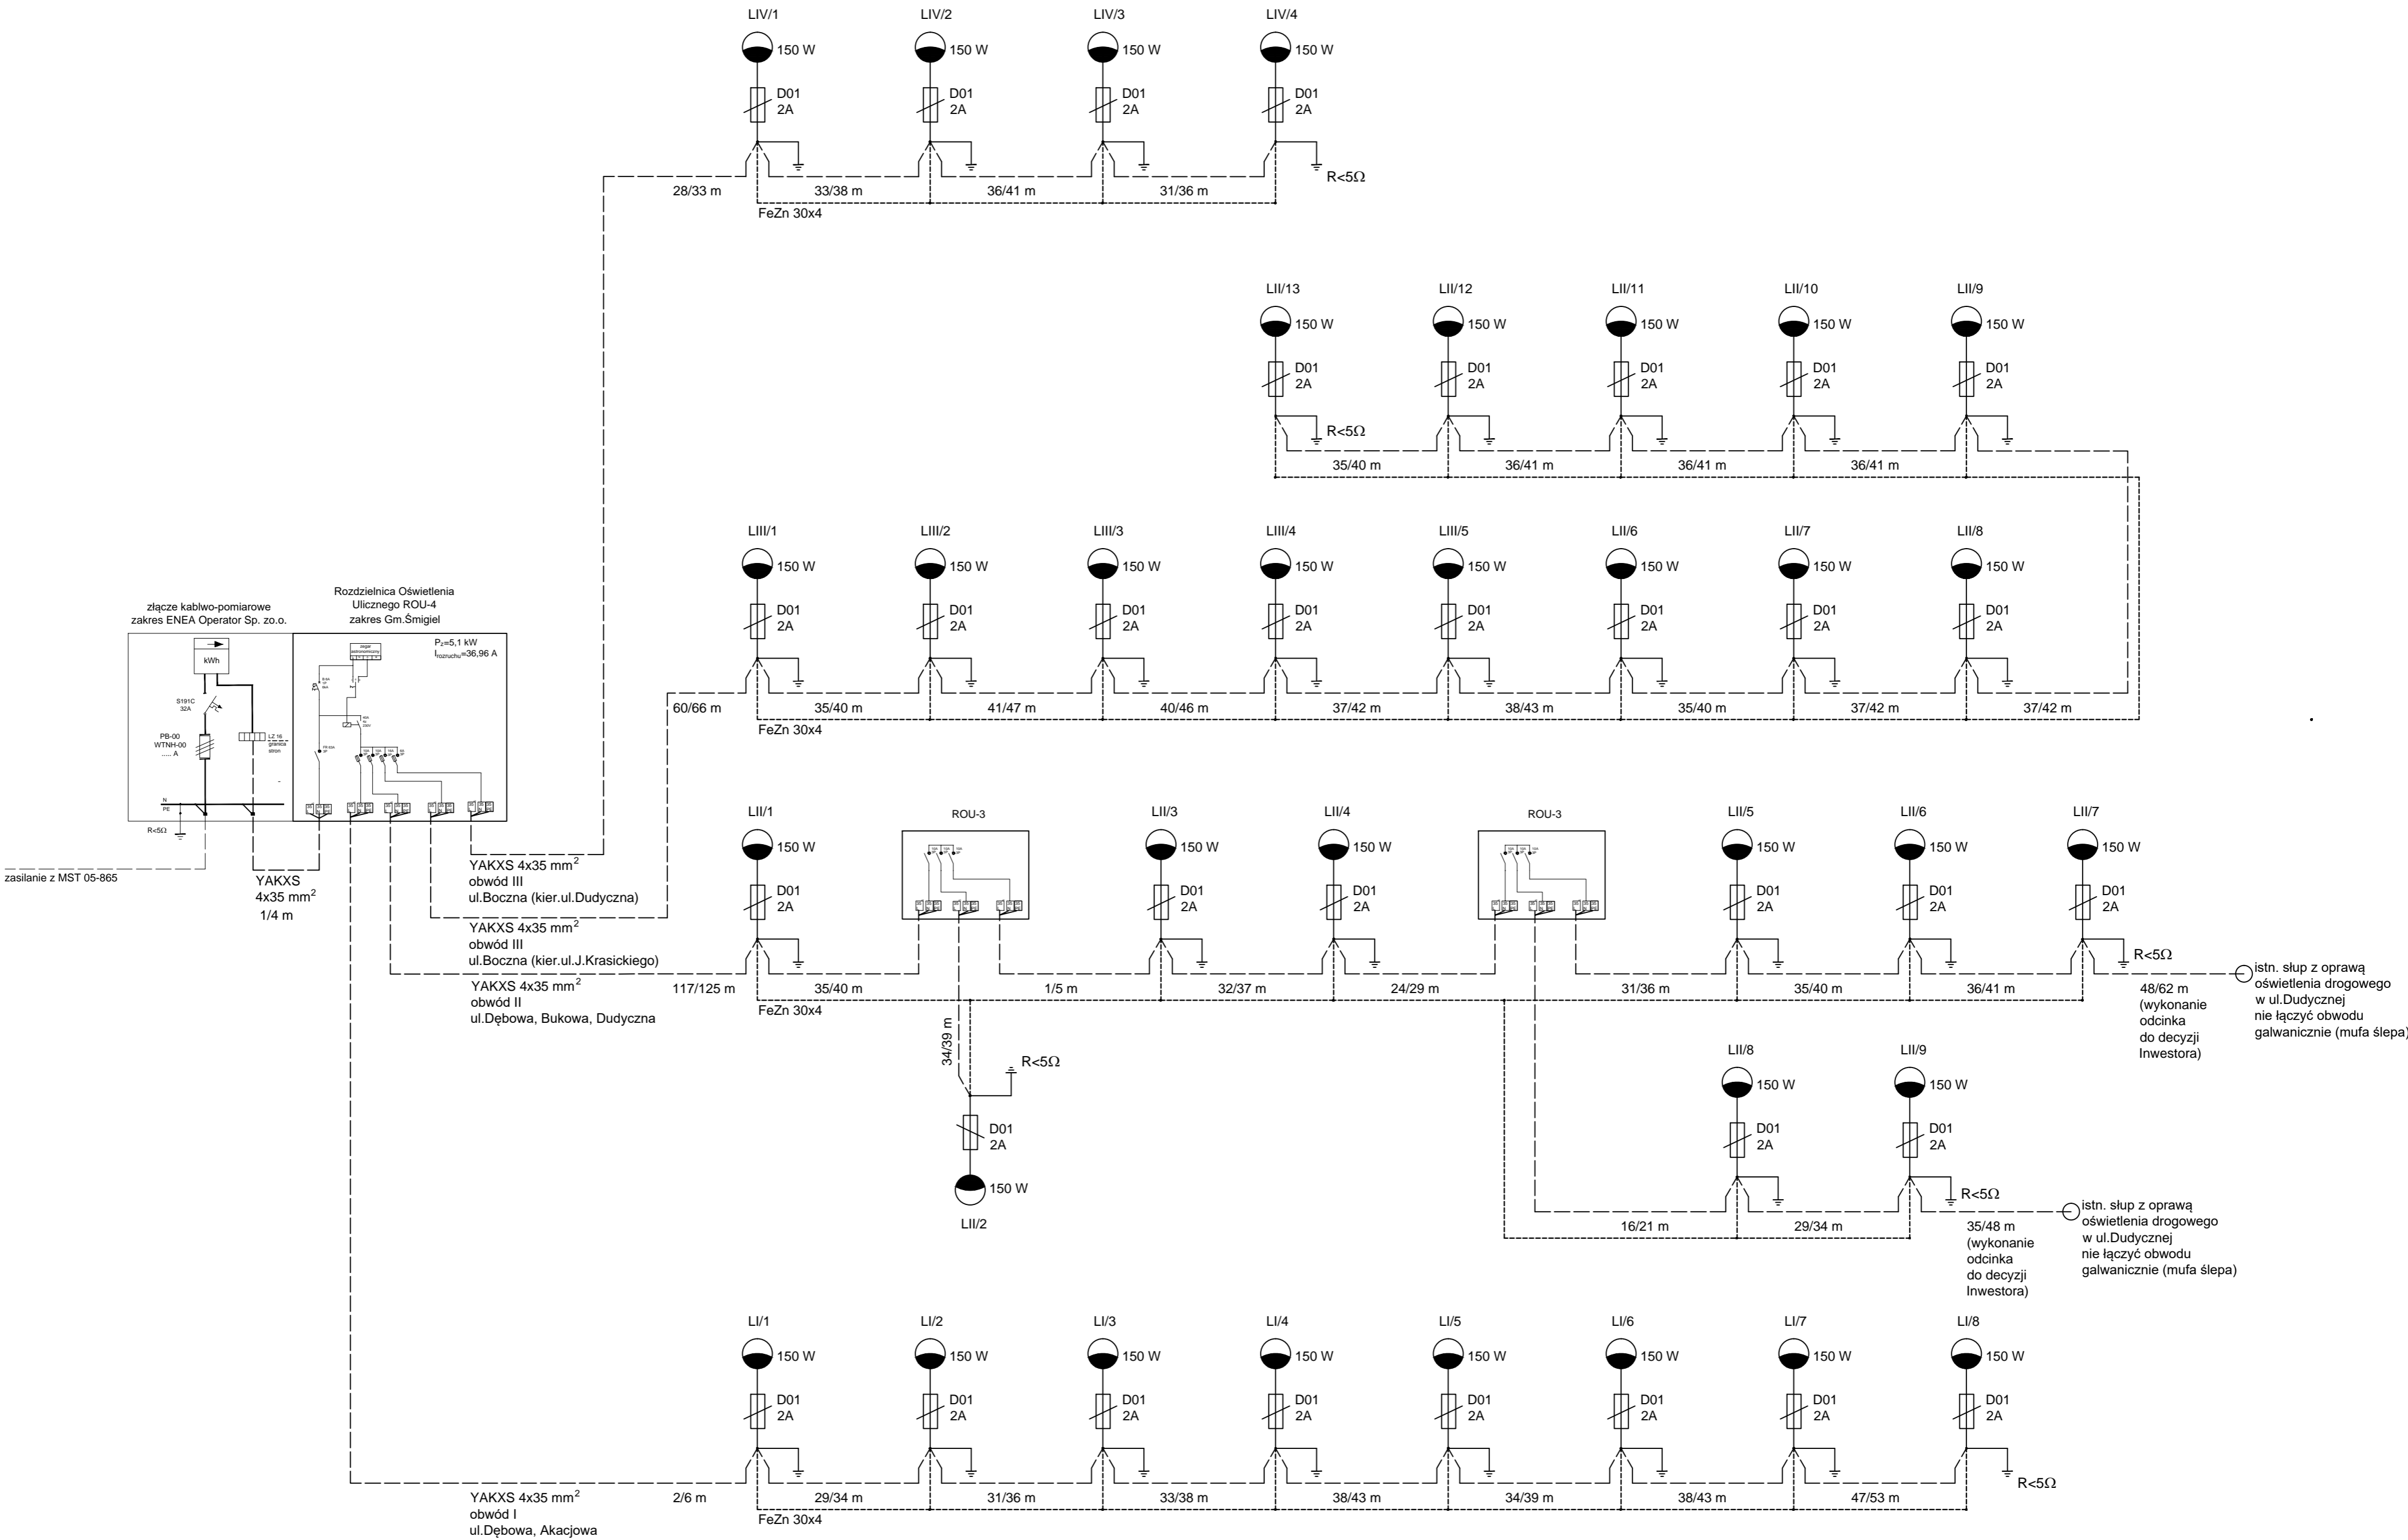 LIV/1
LIV/2
LIV/3
LIV/4
150 W
150 W
150 W
150 W
D01
2A
D01
2A
D01
2A
D01
2A
R<5Ω
28/33 m
33/38 m
36/41 m
31/36 m
FeZn 30x4
LII/13
LII/12
LII/11
LII/10
LII/9
150 W
150 W
150 W
150 W
150 W
D01
2A
D01
2A
D01
2A
D01
2A
D01
2A
R<5Ω
35/40 m
36/41 m
36/41 m
36/41 m
LIII/1
LIII/2
LIII/3
LIII/4
LIII/5
LII/6
LII/7
LII/8
150 W
150 W
150 W
150 W
150 W
150 W
150 W
150 W
D01
2A
D01
2A
D01
2A
D01
2A
D01
2A
D01
2A
D01
2A
D01
2A
60/66 m
35/40 m
41/47 m
40/46 m
37/42 m
38/43 m
35/40 m
37/42 m
37/42 m
FeZn 30x4
złącze kablwo-pomiarowe
zakres ENEA Operator Sp. zo.o.
Rozdzielnica Oświetlenia
Ulicznego ROU-4
zakres Gm.Śmigiel
kWh
S191C
32A
PB-00
WTNH-00
..... A
LZ 16
granica
stron
N
PE
R<5Ω
zegar
astronomiczny
Pz=5,1 kW
Irozruchu=36,96 A
zasilanie z MST 05-865
YAKXS
4x35 mm²
1/4 m
YAKXS 4x35 mm²
obwód III
ul.Boczna (kier.ul.Dudyczna)
YAKXS 4x35 mm²
obwód III
ul.Boczna (kier.ul.J.Krasickiego)
YAKXS 4x35 mm²
obwód II
ul.Dębowa, Bukowa, Dudyczna
LII/1
ROU-3
LII/3
LII/4
ROU-3
LII/5
LII/6
LII/7
150 W
150 W
150 W
150 W
150 W
150 W
D01
2A
D01
2A
D01
2A
D01
2A
D01
2A
D01
2A
R<5Ω
117/125 m
35/40 m
1/5 m
32/37 m
24/29 m
31/36 m
35/40 m
36/41 m
48/62 m
(wykonanie
odcinka
do decyzji
Inwestora)
istn. słup z oprawą
oświetlenia drogowego
w ul.Dudycznej
nie łączyć obwodu
galwanicznie (mufa ślepa)
FeZn 30x4
34/39 m
R<5Ω
D01
2A
150 W
LII/2
LII/8
LII/9
150 W
150 W
D01
2A
D01
2A
R<5Ω
16/21 m
29/34 m
35/48 m
(wykonanie
odcinka
do decyzji
Inwestora)
istn. słup z oprawą
oświetlenia drogowego
w ul.Dudycznej
nie łączyć obwodu
galwanicznie (mufa ślepa)
LI/1
LI/2
LI/3
LI/4
LI/5
LI/6
LI/7
LI/8
150 W
150 W
150 W
150 W
150 W
150 W
150 W
150 W
D01
2A
D01
2A
D01
2A
D01
2A
D01
2A
D01
2A
D01
2A
D01
2A
R<5Ω
YAKXS 4x35 mm²
obwód I
ul.Dębowa, Akacjowa
2/6 m
29/34 m
31/36 m
33/38 m
38/43 m
34/39 m
38/43 m
47/53 m
FeZn 30x4